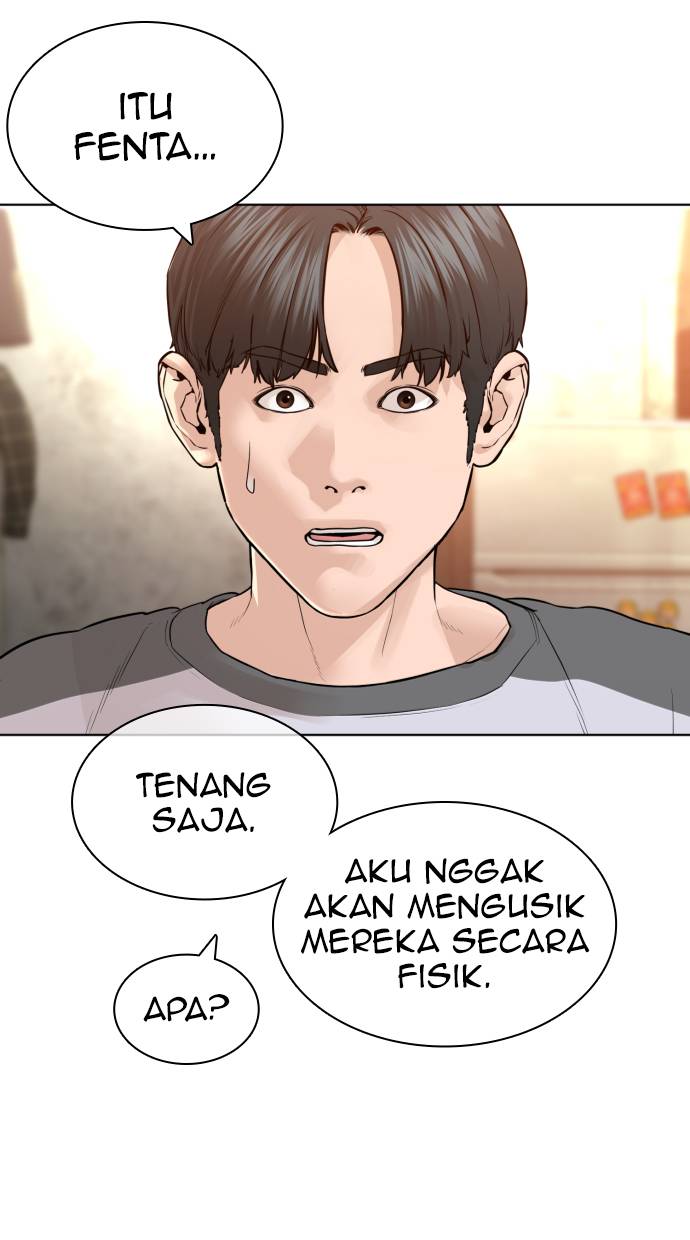 ITU
FENTA...
TENANG
SAJA.
AKU NGGAK
AKAN MENGUSIK
MEREKA SECARA
FISIK.
APA?